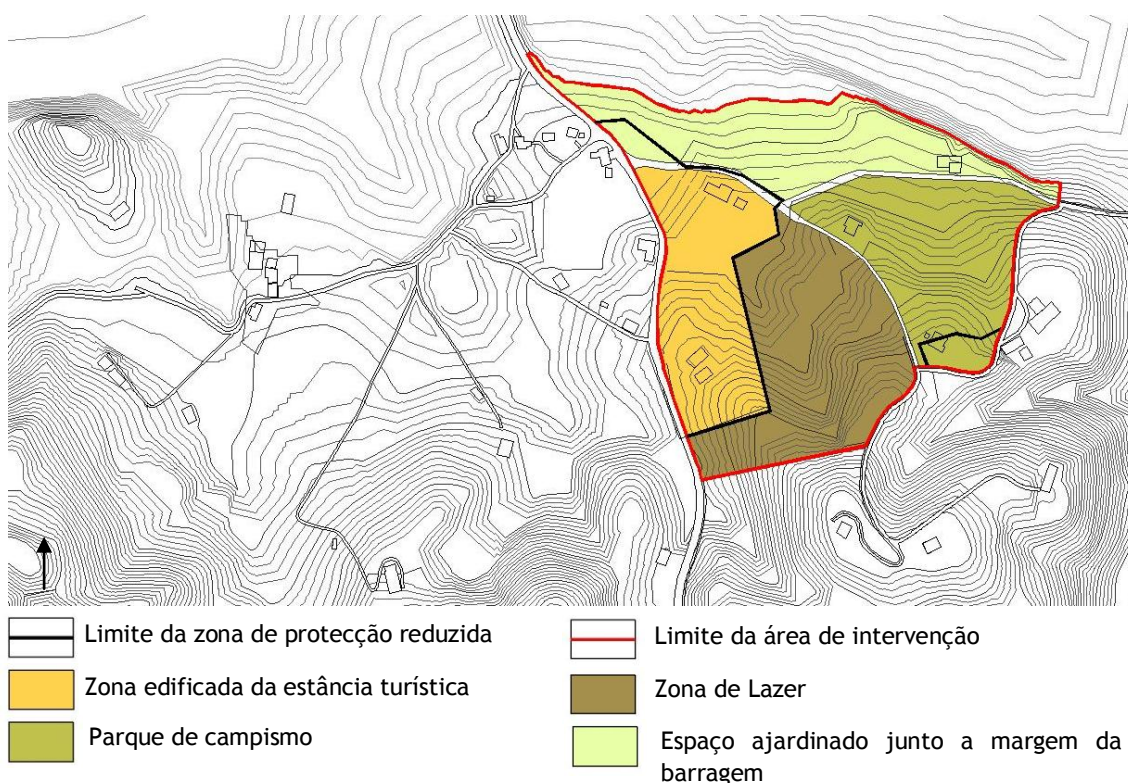 Limite da zona de protecção reduzida
Limite da área de intervenção
Zona edificada da estância turística
Zona de Lazer
Parque de campismo
Espaço ajardinado junto a margem da
barragem